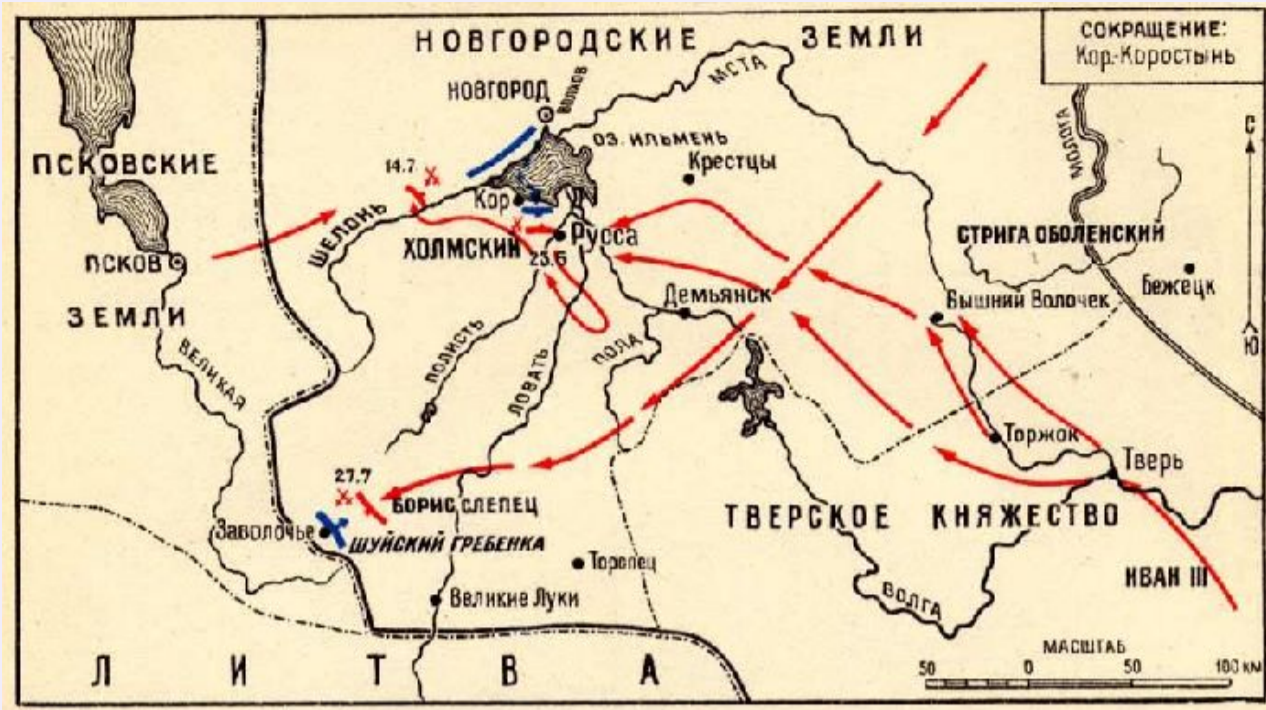 НОВГОРОДСКИЕ ЗЕМЛИ
СОКРАЩЕНИЕ:
Кор.-Коростынь
МСТА
ВОЛХОВ
НОВГОРОД
МОЛОГА
С
ОЗ. ИЛЬМЕНЬ
ПСКОВСКИЕ
14.7
Крестцы
Кор
ШЕЛОНЬ
Русса
СТРИГА ОБОЛЕНСКИЙ
ХОЛМСКИЙ
23.6
ПСКОВ
Бежецк
Демьянск
Вышний Волочек
ЗЕМЛИ
Ю
ВЕЛИКАЯ
ПОЛИСТЬ
ЛОВАТЬ
ПОЛА
Торжок
Тверь
27.7
БОРИС СЛЕПЕЦ
ТВЕРСКОЕ КНЯЖЕСТВО
Заволочье
ШУЙСКИЙ ГРЕБЕНКА
Торопец
ИВАН III
Великие Луки
ВОЛГА
ЛИТВА
МАСШТАБ
50 0 50 100 КМ